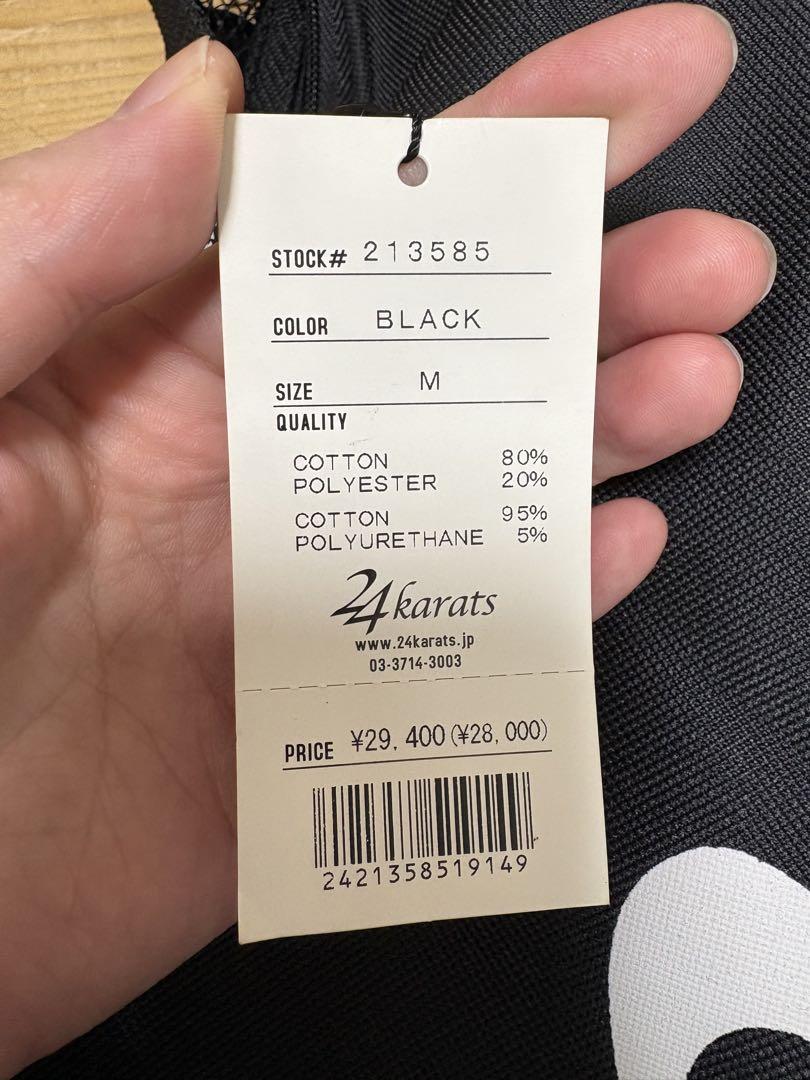 STOCK# 213585
COLOR BLACK
SIZE M
QUALITY
COTTON 80%
POLYESTER 20%
COTTON 95%
POLYURETHANE 5%
24karats
www.24karats.jp
03-3714-3003
PRICE ¥29,400(¥28,000)
2421358519149